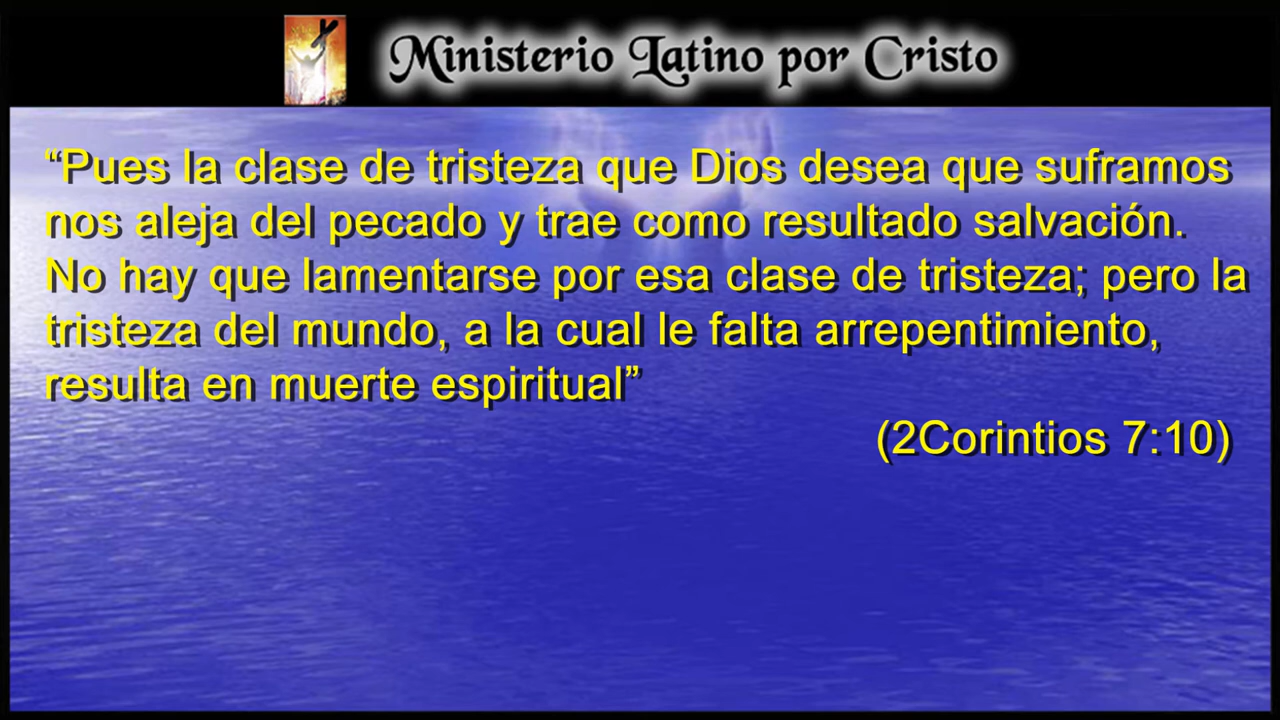 Ministerio Latino por Cristo
“Pues la clase de tristeza que Dios desea que suframos
nos aleja del pecado y trae como resultado salvación.
No hay que lamentarse por esa clase de tristeza; pero la
tristeza del mundo, a la cual le falta arrepentimiento,
resulta en muerte espiritual”
(2Corintios 7:10)